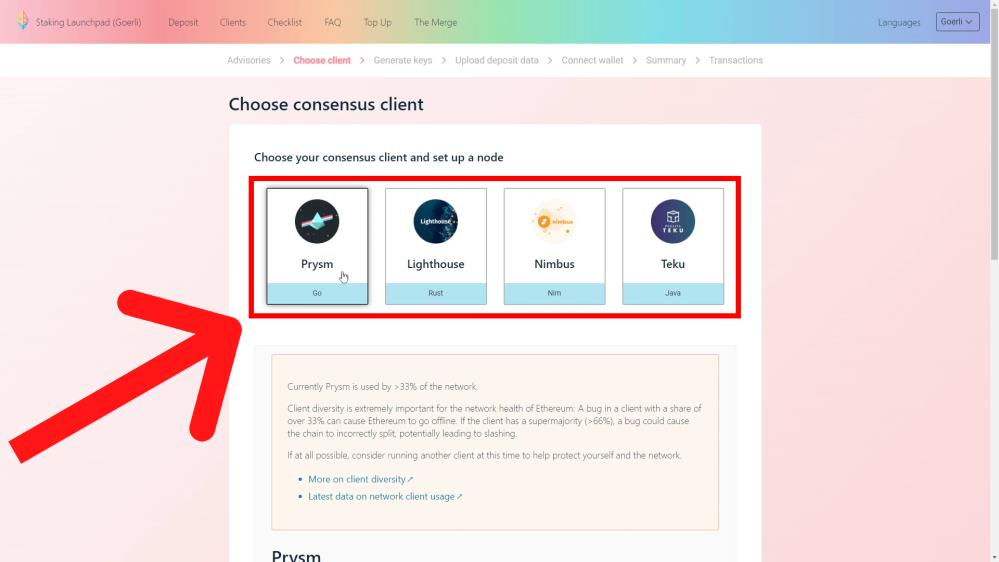 Staking Launchpad (Goerli) Deposit Clients Checklist FAQ Top Up The Merge Languages Goerli
Advisories > Choose client > Generate keys > Upload deposit data > Connect wallet > Summary > Transactions
Choose consensus client
Choose your consensus client and set up a node
Lighthouse nimbus TEKU
Prysm Lighthouse Nimbus Teku
Go Rust Nim Java
Currently Prysm is used by >33% of the network.
Client diversity is extremely important for the network health of Ethereum: A bug in a client with a share of
over 33% can cause Ethereum to go offline. If the client has a supermajority (>66%), a bug could cause
the chain to incorrectly split, potentially leading to slashing.
If at all possible, consider running another client at this time to help protect yourself and the network.
• More on client diversity ↗
• Latest data on network client usage ↗
Prysm